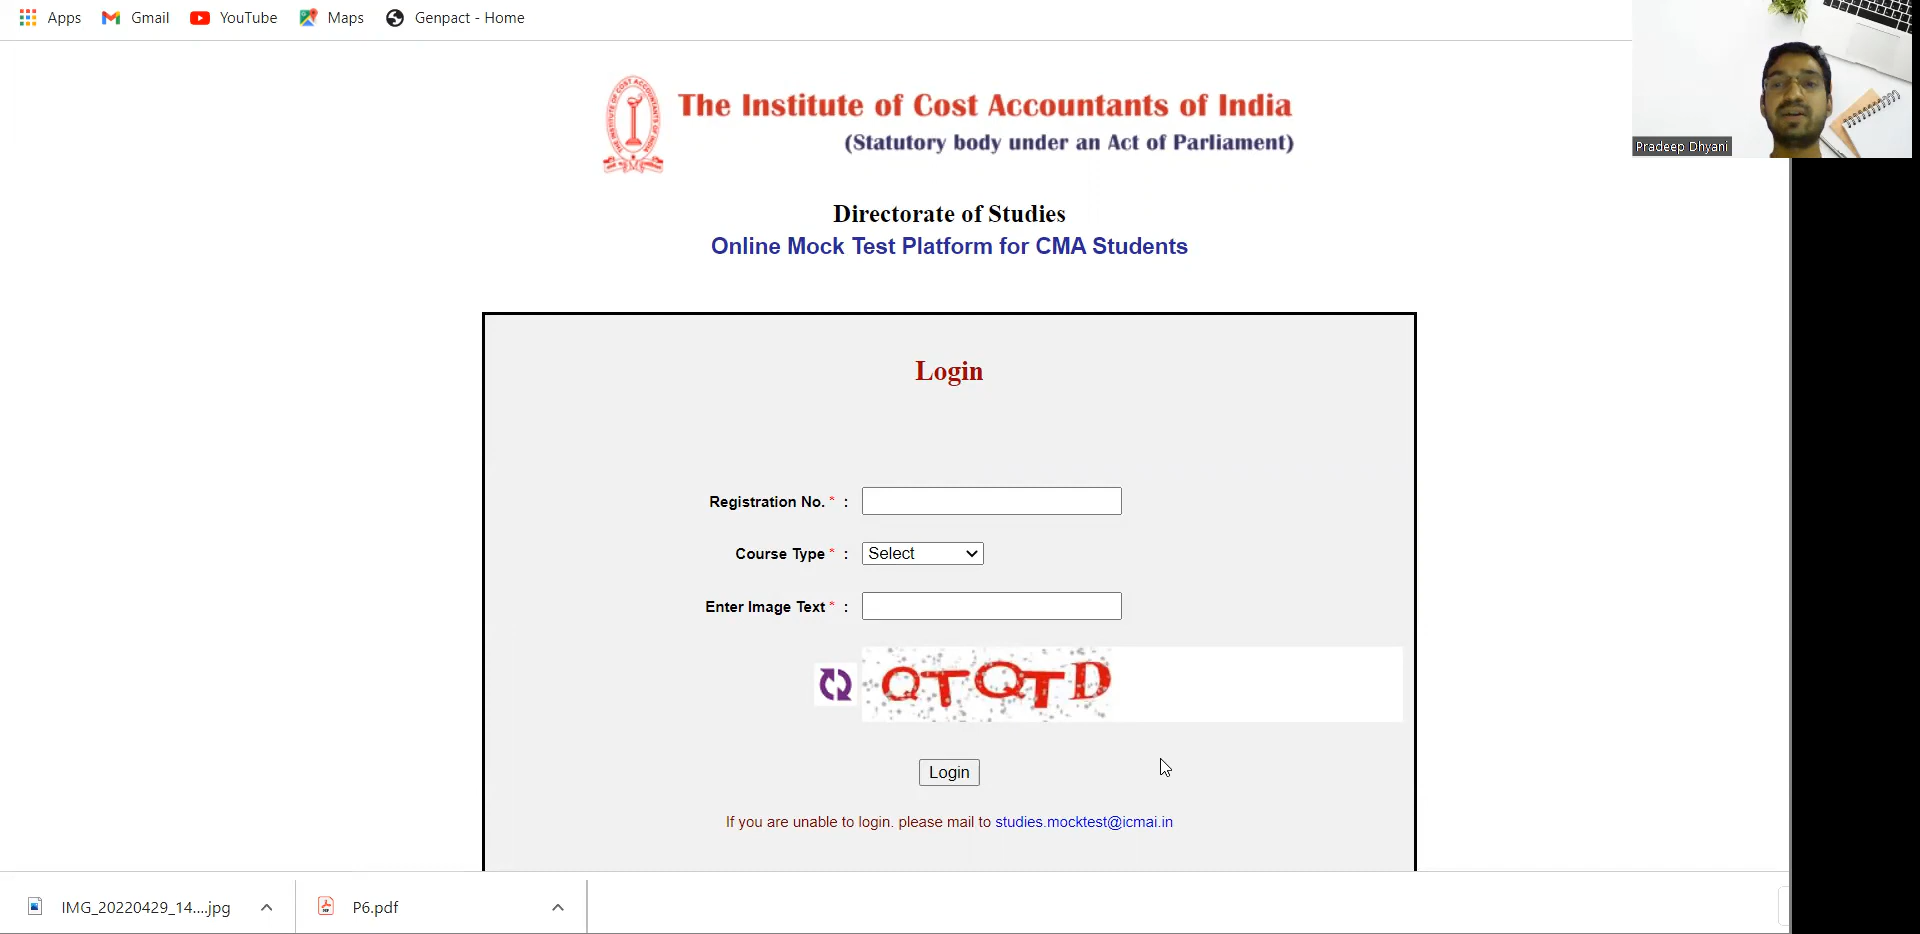 Apps Gmail YouTube Maps Genpact - Home
The Institute of Cost Accountants of India
(Statutory body under an Act of Parliament)
Pradeep Dhyani
Directorate of Studies
Online Mock Test Platform for CMA Students
Login
Registration No. * :
Course Type * : Select
Enter Image Text * :
QTQTD
Login
If you are unable to login. please mail to studies.mocktest@icmai.in
IMG_20220429_14....jpg P6.pdf